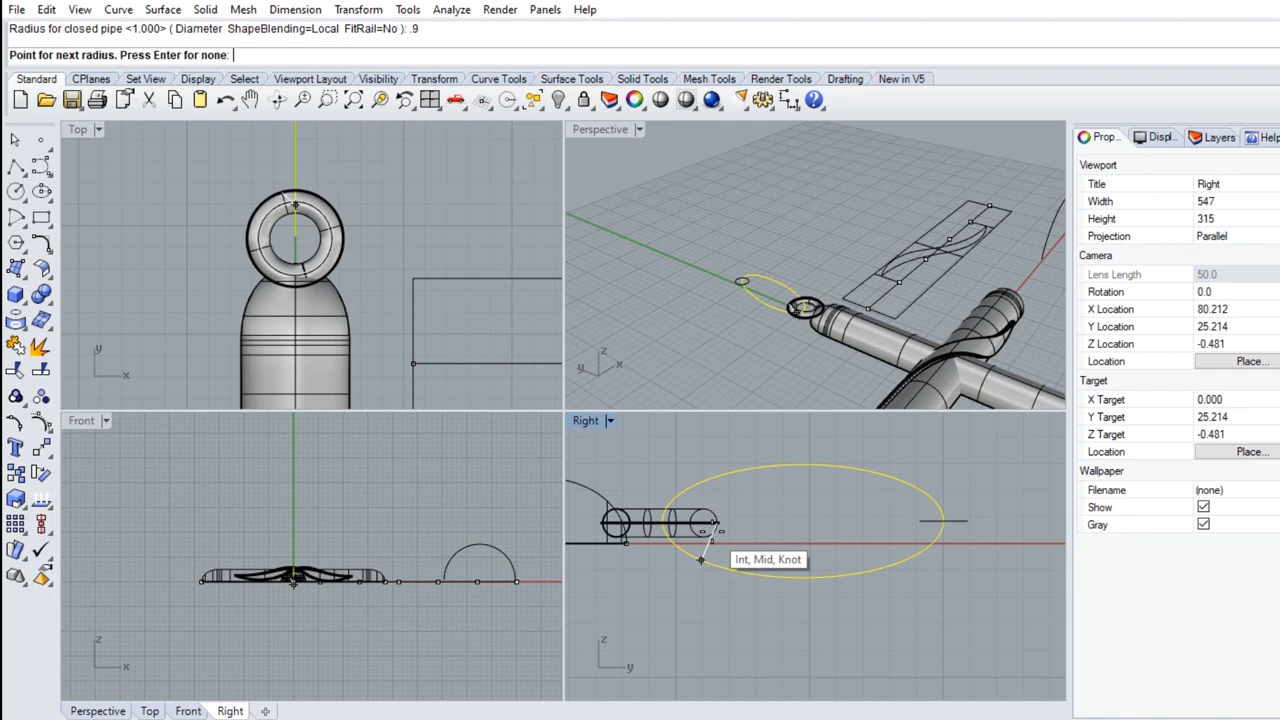 File Edit View Curve Surface Solid Mesh Dimension Transform Tools Analyze Render Panels Help
Radius for closed pipe <1.000> ( Diameter ShapeBlending=Local FitRail=No ): .9
Point for next radius. Press Enter for none:
Standard CPlanes Set View Display Select Viewport Layout Visibility Transform Curve Tools Surface Tools Solid Tools Mesh Tools Render Tools Drafting New in V5
Top
y
x
Perspective
z
y
x
Front
z
x
Right
Int, Mid, Knot
z
y
Prop... Displ... Layers Help
Viewport
Title Right
Width 547
Height 315
Projection Parallel
Camera
Lens Length 50.0
Rotation 0.0
X Location 80.212
Y Location 25.214
Z Location -0.481
Location Place...
Target
X Target 0.000
Y Target 25.214
Z Target -0.481
Location Place...
Wallpaper
Filename (none)
Show
Gray
Perspective Top Front Right